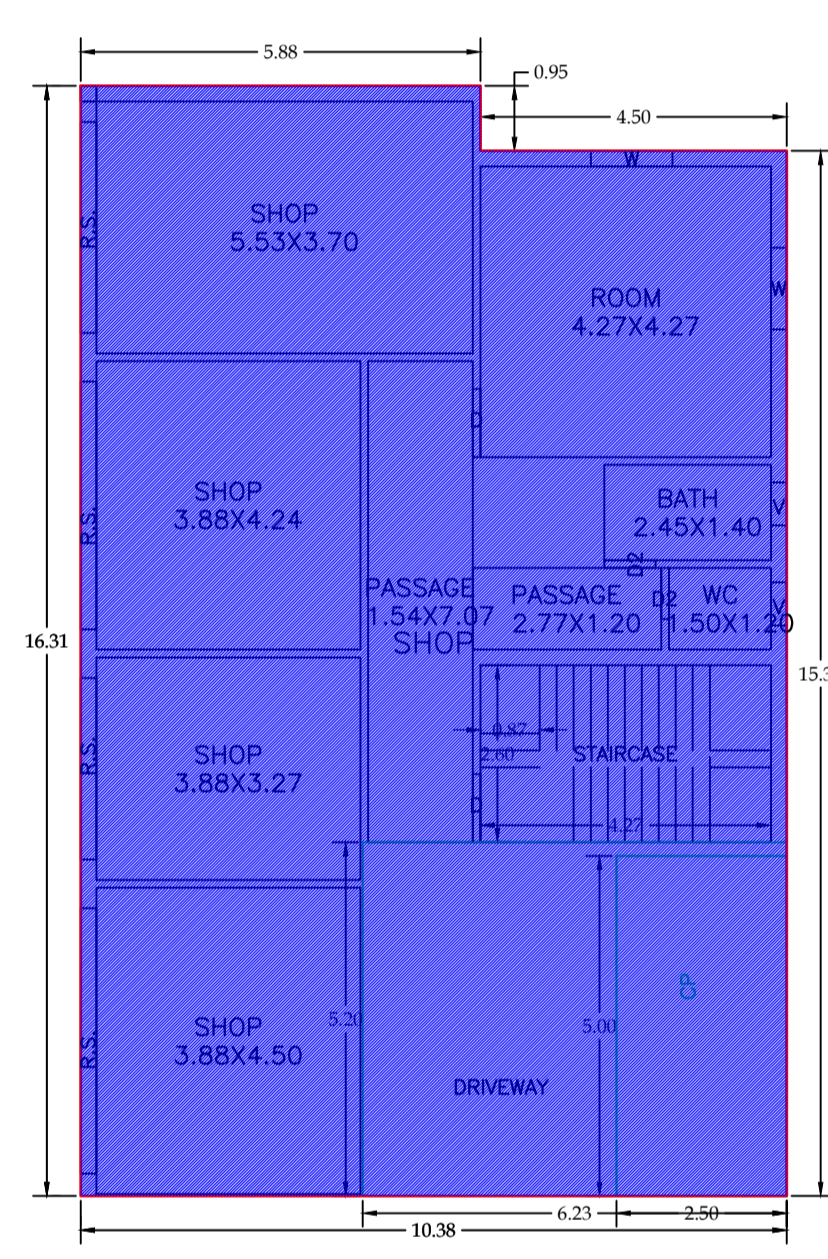 5.88
0.95
4.50
W
R.S.
SHOP
5.53X3.70
W
ROOM
4.27X4.27
D
SHOP
3.88X4.24
R.S.
BATH
2.45X1.40
V
D2
PASSAGE
1.54X7.07
SHOP
PASSAGE
2.77X1.20
D2
WC
1.50X1.20
V
16.31
15.3
0.87
2.60
STAIRCASE
R.S.
SHOP
3.88X3.27
D
4.27
CP
5.20
5.00
R.S.
SHOP
3.88X4.50
DRIVEWAY
6.23
2.50
10.38